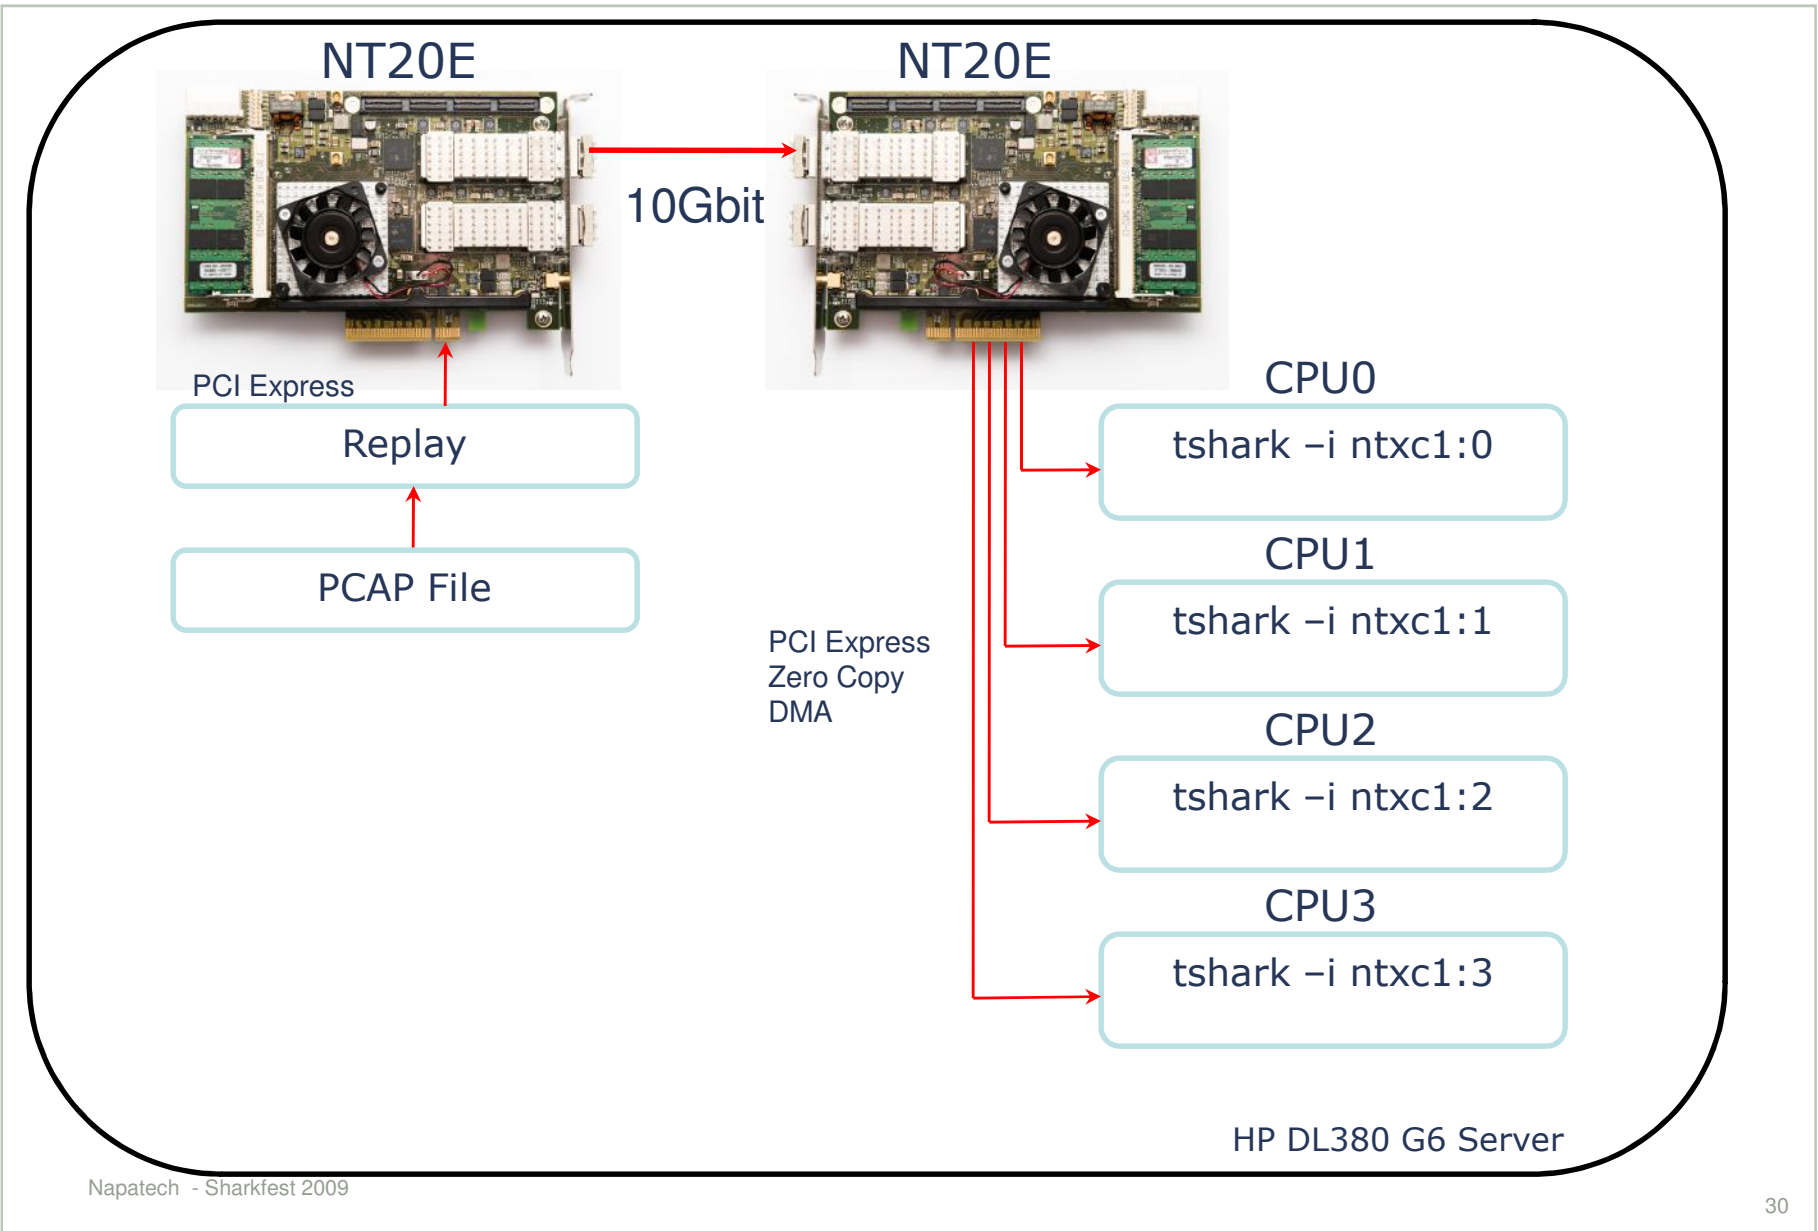 NT20E
NT20E
10Gbit
PCI Express
Replay
PCAP File
PCI Express
Zero Copy
DMA
CPU0
tshark –i ntxc1:0
CPU1
tshark –i ntxc1:1
CPU2
tshark –i ntxc1:2
CPU3
tshark –i ntxc1:3
HP DL380 G6 Server
Napatech - Sharkfest 2009
30